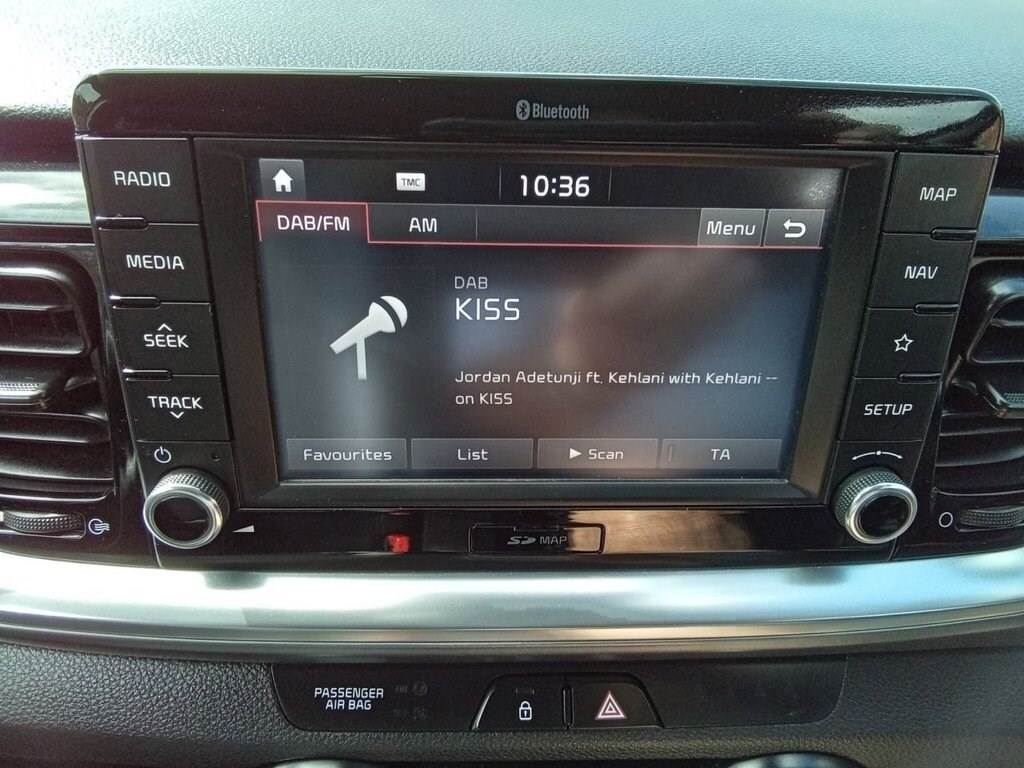 Bluetooth
RADIO
MEDIA
SEEK
TRACK
TMC
10:36
DAB/FM
AM
Menu
DAB
KISS
Jordan Adetunji ft. Kehlani with Kehlani --
on KISS
Favourites
List
Scan
TA
MAP
NAV
SETUP
SD MAP
PASSENGER
AIR BAG